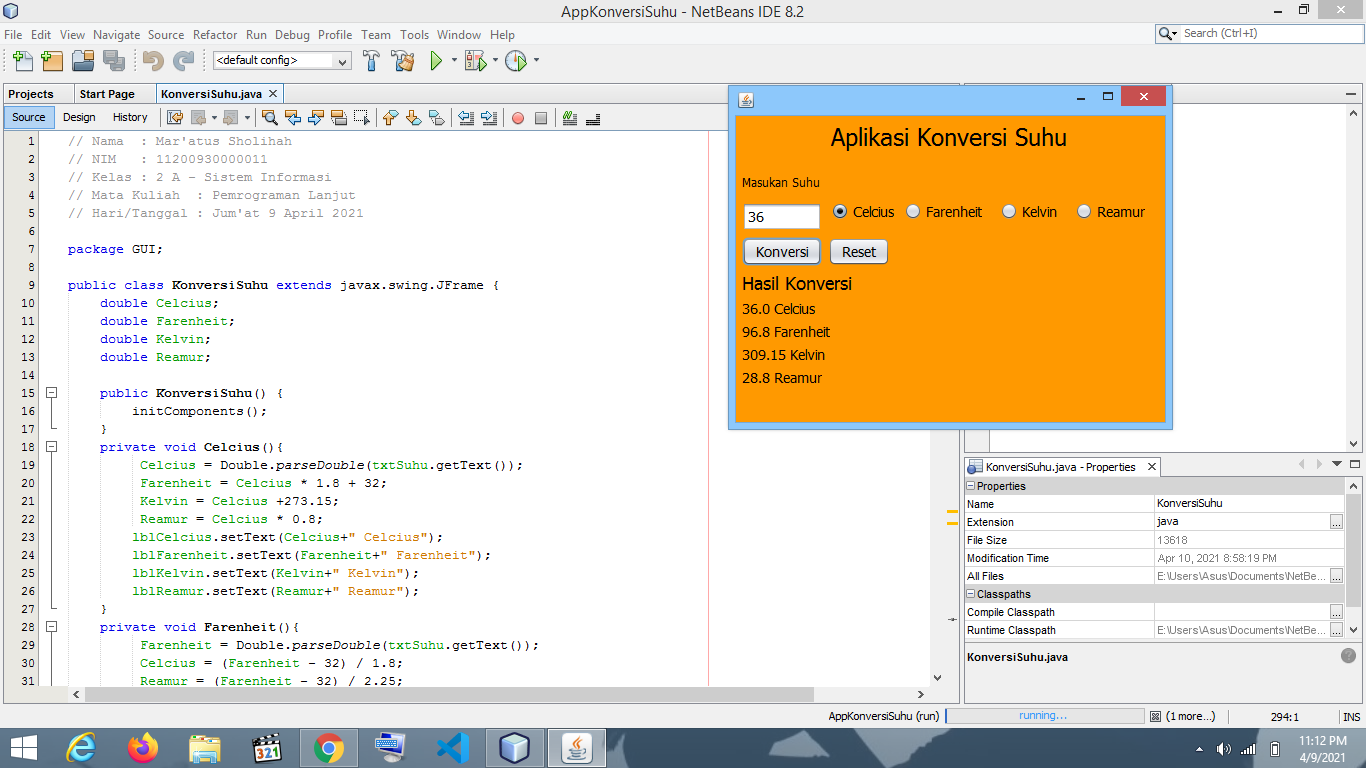 AppKonversiSuhu - NetBeans IDE 8.2
File Edit View Navigate Source Refactor Run Debug Profile Team Tools Window Help
Search (Ctrl+I)
<default config>
Projects Start Page KonversiSuhu.java
Source Design History
1 // Nama  : Mar'atus Sholihah
2 // NIM   : 11200930000011
3 // Kelas : 2 A - Sistem Informasi
4 // Mata Kuliah  : Pemrograman Lanjut
5 // Hari/Tanggal : Jum'at 9 April 2021
6
7 package GUI;
8
9 public class KonversiSuhu extends javax.swing.JFrame {
10 double Celcius;
11 double Farenheit;
12 double Kelvin;
13 double Reamur;
14
15 public KonversiSuhu() {
16 initComponents();
17 }
18 private void Celcius(){
19 Celcius = Double.parseDouble(txtSuhu.getText());
20 Farenheit = Celcius * 1.8 + 32;
21 Kelvin = Celcius +273.15;
22 Reamur = Celcius * 0.8;
23 lblCelcius.setText(Celcius+" Celcius");
24 lblFarenheit.setText(Farenheit+" Farenheit");
25 lblKelvin.setText(Kelvin+" Kelvin");
26 lblReamur.setText(Reamur+" Reamur");
27 }
28 private void Farenheit(){
29 Farenheit = Double.parseDouble(txtSuhu.getText());
30 Celcius = (Farenheit - 32) / 1.8;
31 Reamur = (Farenheit - 32) / 2.25;
Aplikasi Konversi Suhu
Masukan Suhu
36 Celcius Farenheit Kelvin Reamur
Konversi Reset
Hasil Konversi
36.0 Celcius
96.8 Farenheit
309.15 Kelvin
28.8 Reamur
KonversiSuhu.java - Properties
Properties
Name KonversiSuhu
Extension java ...
File Size 13618
Modification Time Apr 10, 2021 8:58:19 PM
All Files E:\Users\Asus\Documents\NetBe... ...
Classpaths
Compile Classpath ...
Runtime Classpath E:\Users\Asus\Documents\NetBe... ...
KonversiSuhu.java
AppKonversiSuhu (run) running... (1 more...) 294:1 INS
321
11:12 PM
4/9/2021